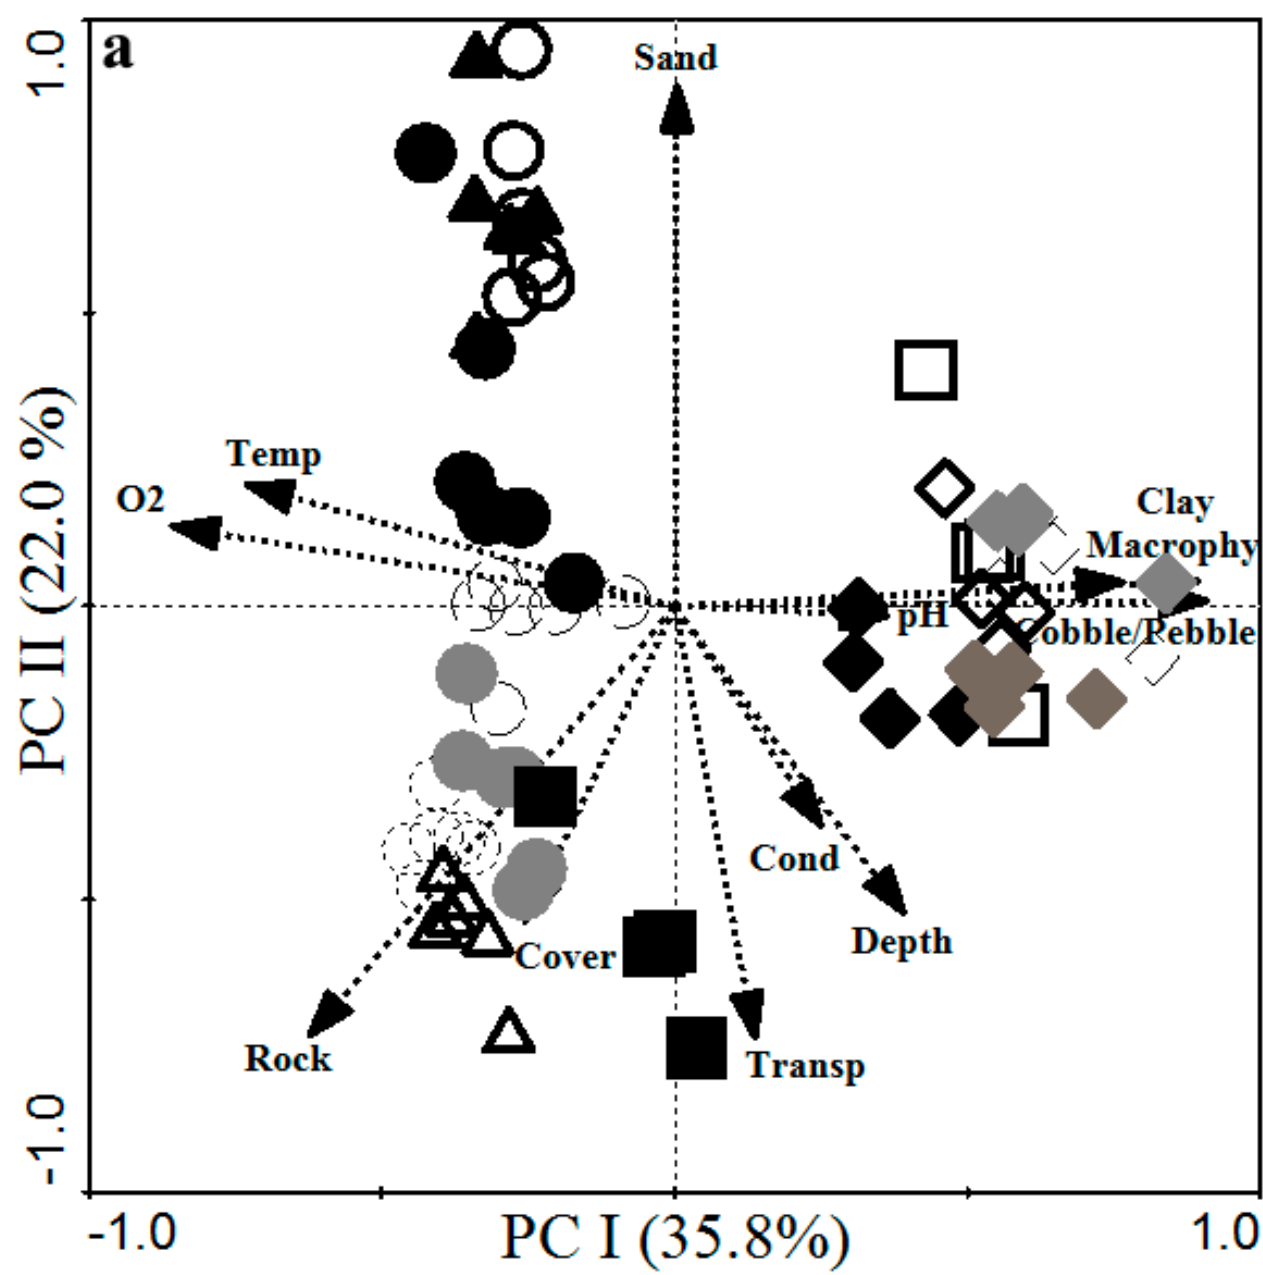 1.0
a
Sand
Temp
O2
Clay
Macrophy
pH
Cobble/Pebble
Cond
Depth
Cover
Rock
Transp
PC II (22.0 %)
-1.0
-1.0
PC I (35.8%)
1.0